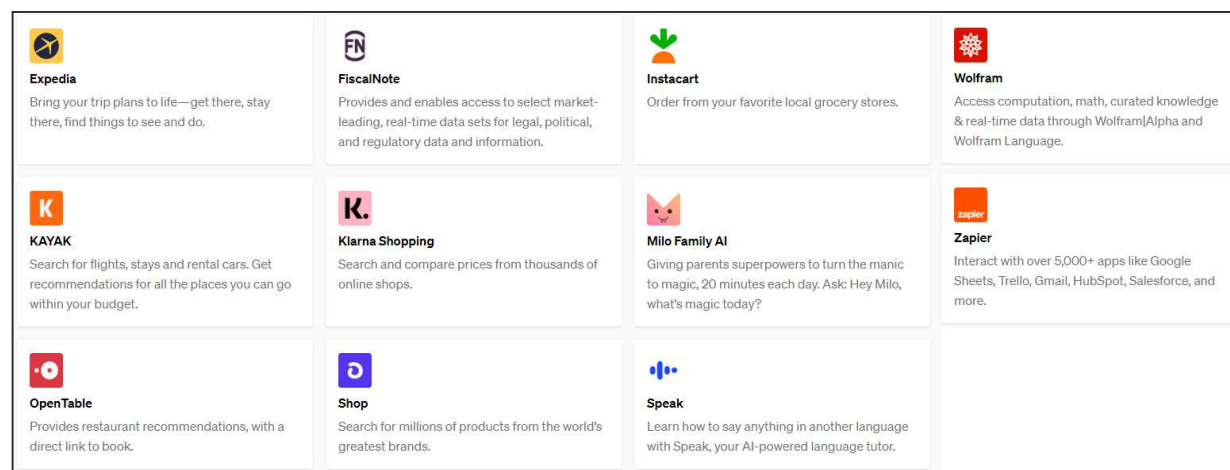 FN
Expedia
Bring your trip plans to life—get there, stay
there, find things to see and do.
FiscalNote
Provides and enables access to select market-
leading, real-time data sets for legal, political,
and regulatory data and information.
Instacart
Order from your favorite local grocery stores.
Wolfram
Access computation, math, curated knowledge
& real-time data through Wolfram|Alpha and
Wolfram Language.
K
KAYAK
Search for flights, stays and rental cars. Get
recommendations for all the places you can go
within your budget.
K.
Klarna Shopping
Search and compare prices from thousands of
online shops.
Milo Family AI
Giving parents superpowers to turn the manic
to magic, 20 minutes each day. Ask: Hey Milo,
what's magic today?
zapier
Zapier
Interact with over 5,000+ apps like Google
Sheets, Trello, Gmail, HubSpot, Salesforce, and
more.
OpenTable
Provides restaurant recommendations, with a
direct link to book.
Shop
Search for millions of products from the world's
greatest brands.
Speak
Learn how to say anything in another language
with Speak, your AI-powered language tutor.